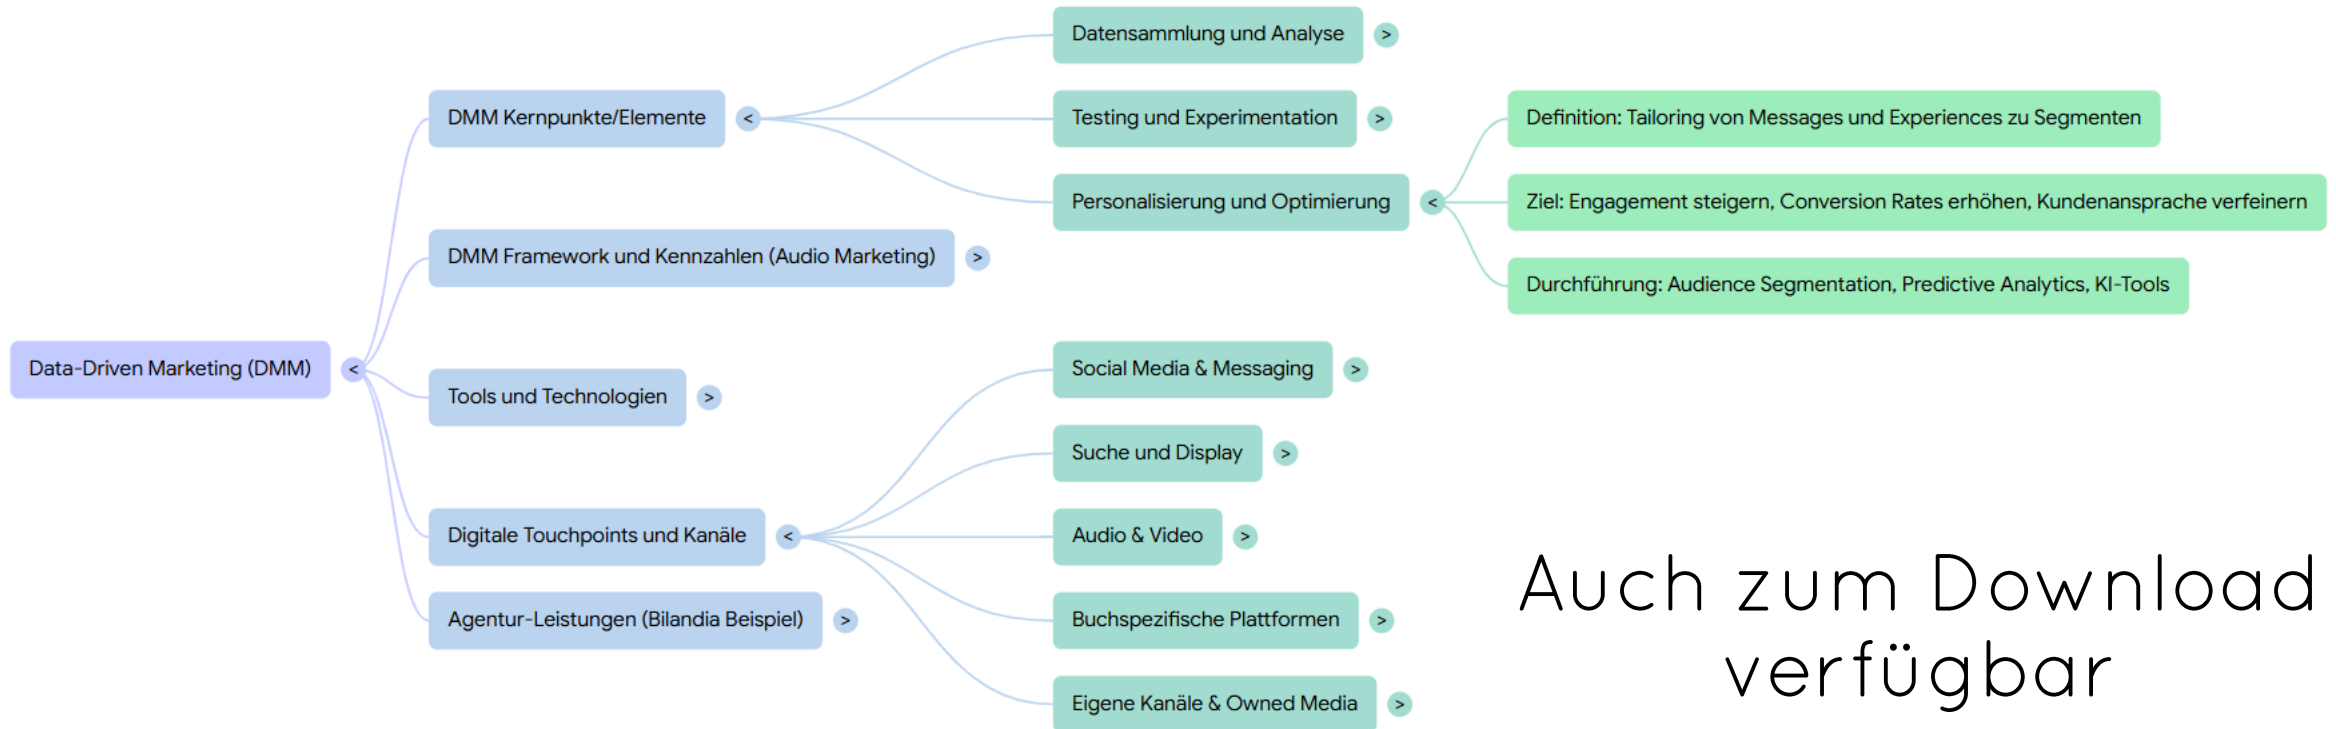 Data-Driven Marketing (DMM)
<
DMM Kernpunkte/Elemente
<
Datensammlung und Analyse
>
Testing und Experimentation
>
Personalisierung und Optimierung
<
Definition: Tailoring von Messages und Experiences zu Segmenten
Ziel: Engagement steigern, Conversion Rates erhöhen, Kundenansprache verfeinern
Durchführung: Audience Segmentation, Predictive Analytics, KI-Tools
DMM Framework und Kennzahlen (Audio Marketing)
>
Tools und Technologien
>
Digitale Touchpoints und Kanäle
<
Social Media & Messaging
>
Suche und Display
>
Audio & Video
>
Buchspezifische Plattformen
>
Eigene Kanäle & Owned Media
>
Agentur-Leistungen (Bilandia Beispiel)
>
Auch zum Download
verfügbar